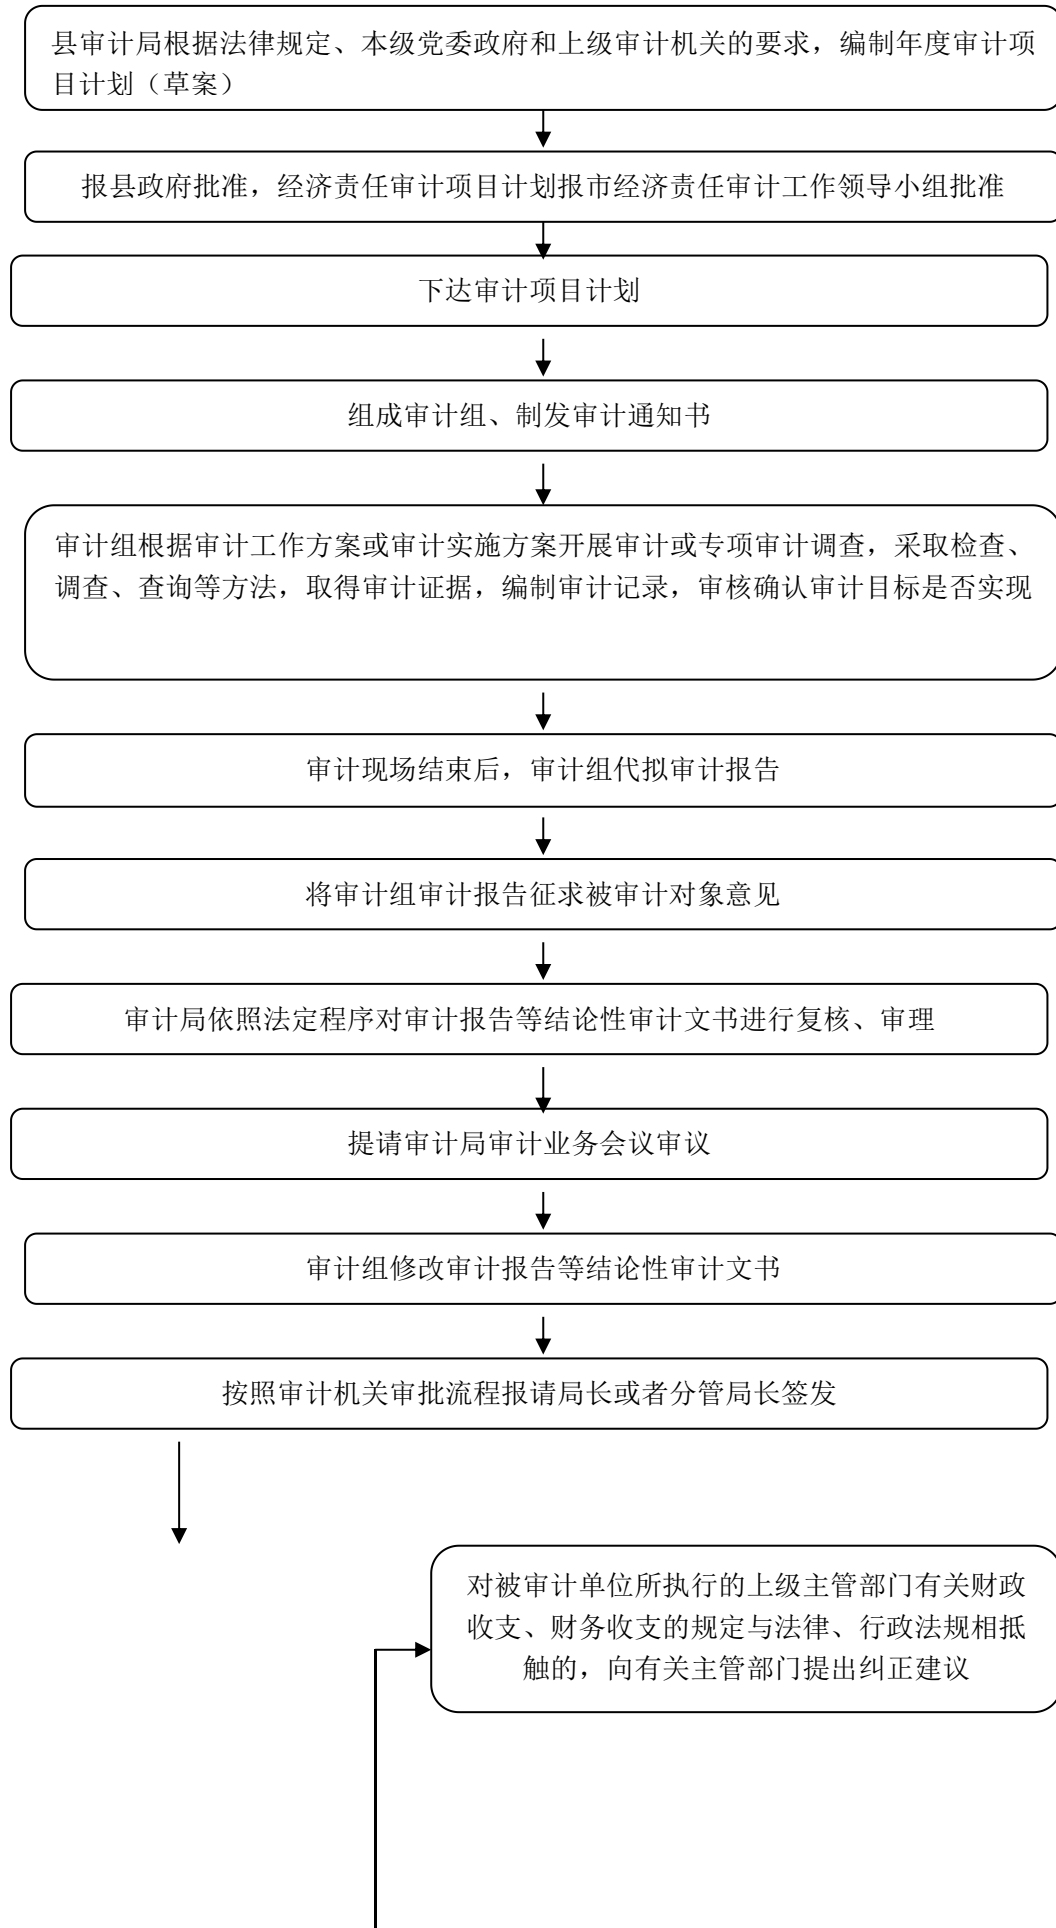 县审计局根据法律规定、本级党委政府和上级审计机关的要求，编制年度审计项
目计划（草案）
报县政府批准，经济责任审计项目计划报市经济责任审计工作领导小组批准
下达审计项目计划
组成审计组、制发审计通知书
审计组根据审计工作方案或审计实施方案开展审计或专项审计调查，采取检查、
调查、查询等方法，取得审计证据，编制审计记录，审核确认审计目标是否实现
审计现场结束后，审计组代拟审计报告
将审计组审计报告征求被审计对象意见
审计局依照法定程序对审计报告等结论性审计文书进行复核、审理
提请审计局审计业务会议审议
审计组修改审计报告等结论性审计文书
按照审计机关审批流程报请局长或者分管局长签发
对被审计单位所执行的上级主管部门有关财政
收支、财务收支的规定与法律、行政法规相抵
触的，向有关主管部门提出纠正建议